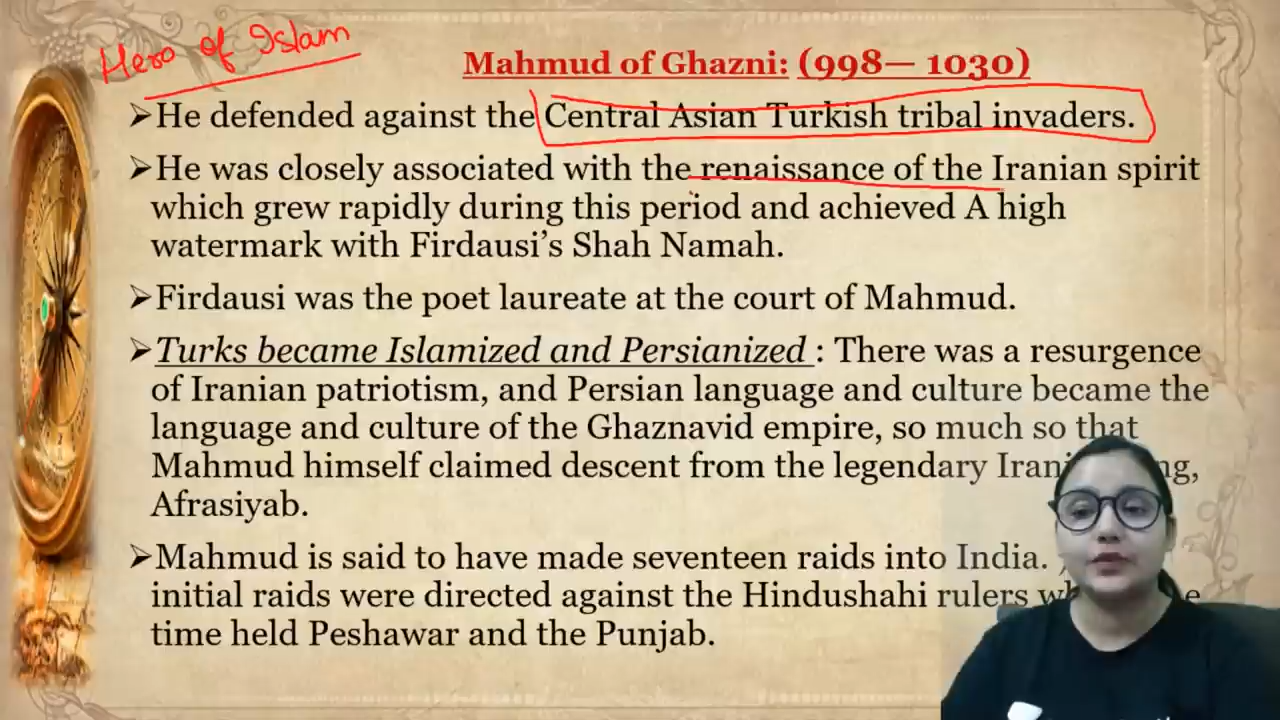 Hero of Islam
Mahmud of Ghazni: (998— 1030)
➢He defended against the Central Asian Turkish tribal invaders.
➢He was closely associated with the renaissance of the Iranian spirit
which grew rapidly during this period and achieved A high
watermark with Firdausi’s Shah Namah.
➢Firdausi was the poet laureate at the court of Mahmud.
➢Turks became Islamized and Persianized : There was a resurgence
of Iranian patriotism, and Persian language and culture became the
language and culture of the Ghaznavid empire, so much so that
Mahmud himself claimed descent from the legendary
Afrasiyab.
➢Mahmud is said to have made seventeen raids into India.
initial raids were directed against the Hindushahi rulers
time held Peshawar and the Punjab.